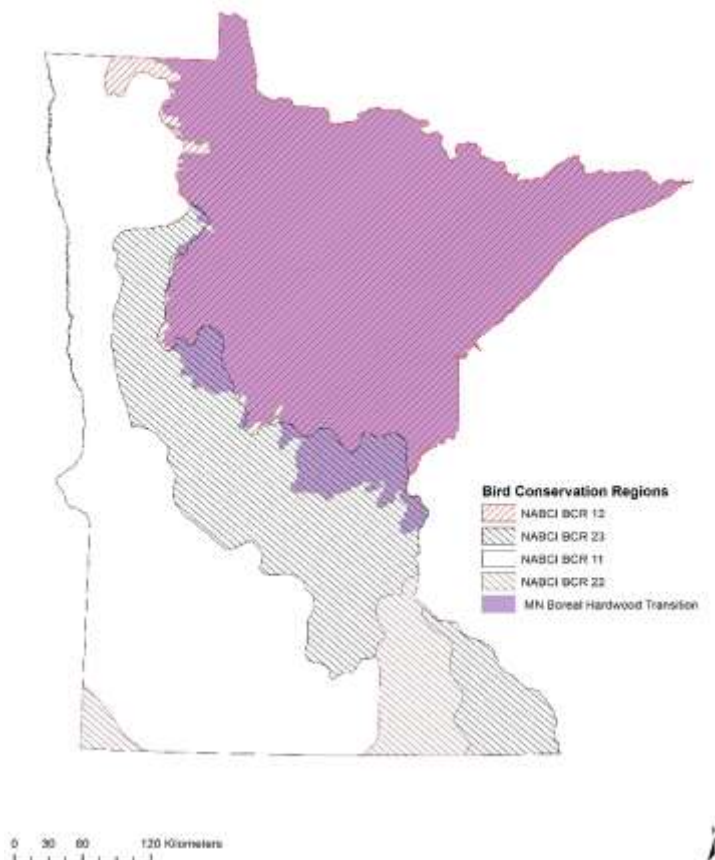 Bird Conservation Regions
NABCI BCR 12
NABCI BCR 23
NABCI BCR 11
NABCI BCR 22
MN Boreal Hardwood Transition
0 30 60 120 Kilometers